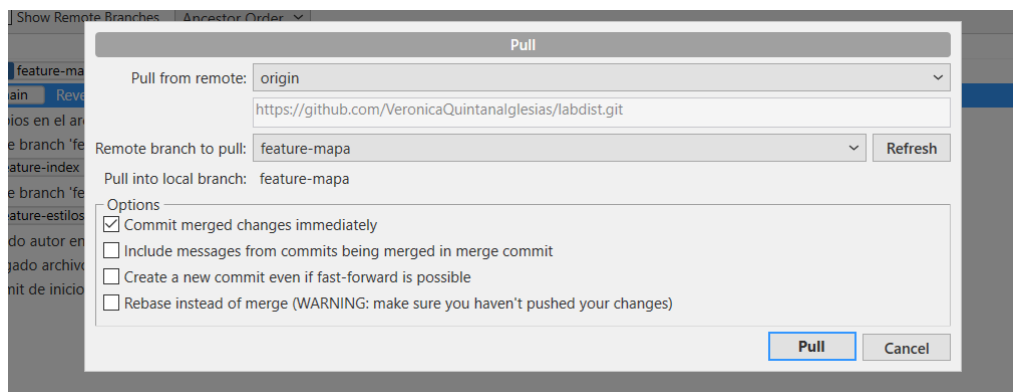 Show Remote Branches Ancestor Order
Pull
feature-ma
Pull from remote: origin
ain Reve
https://github.com/VeronicaQuintanaIglesias/labdist.git
ios en el ar
e branch 'fe
Remote branch to pull: feature-mapa Refresh
eature-index
Pull into local branch: feature-mapa
e branch 'fe
Options
eature-estilos
Commit merged changes immediately
do autor en
Include messages from commits being merged in merge commit
gado archivo
Create a new commit even if fast-forward is possible
mit de inicio
Rebase instead of merge (WARNING: make sure you haven't pushed your changes)
Pull Cancel